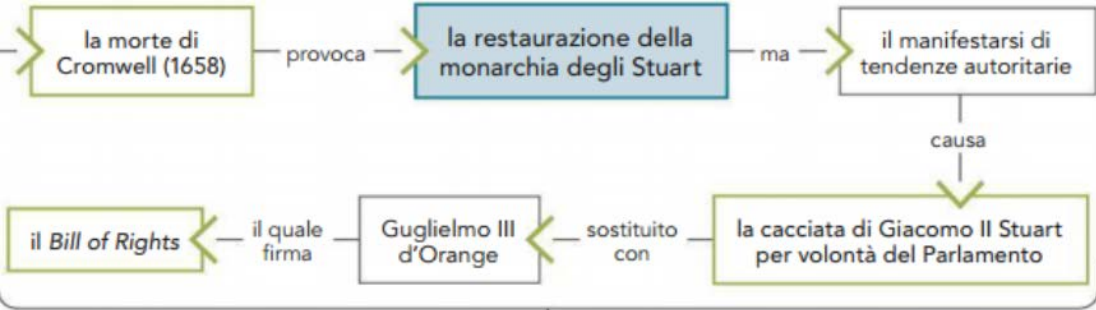 la morte di
Cromwell (1658)
provoca
la restaurazione della
monarchia degli Stuart
ma
il manifestarsi di
tendenze autoritarie
causa
la cacciata di Giacomo II Stuart
per volontà del Parlamento
sostituito
con
Guglielmo III
d'Orange
il quale
firma
il Bill of Rights